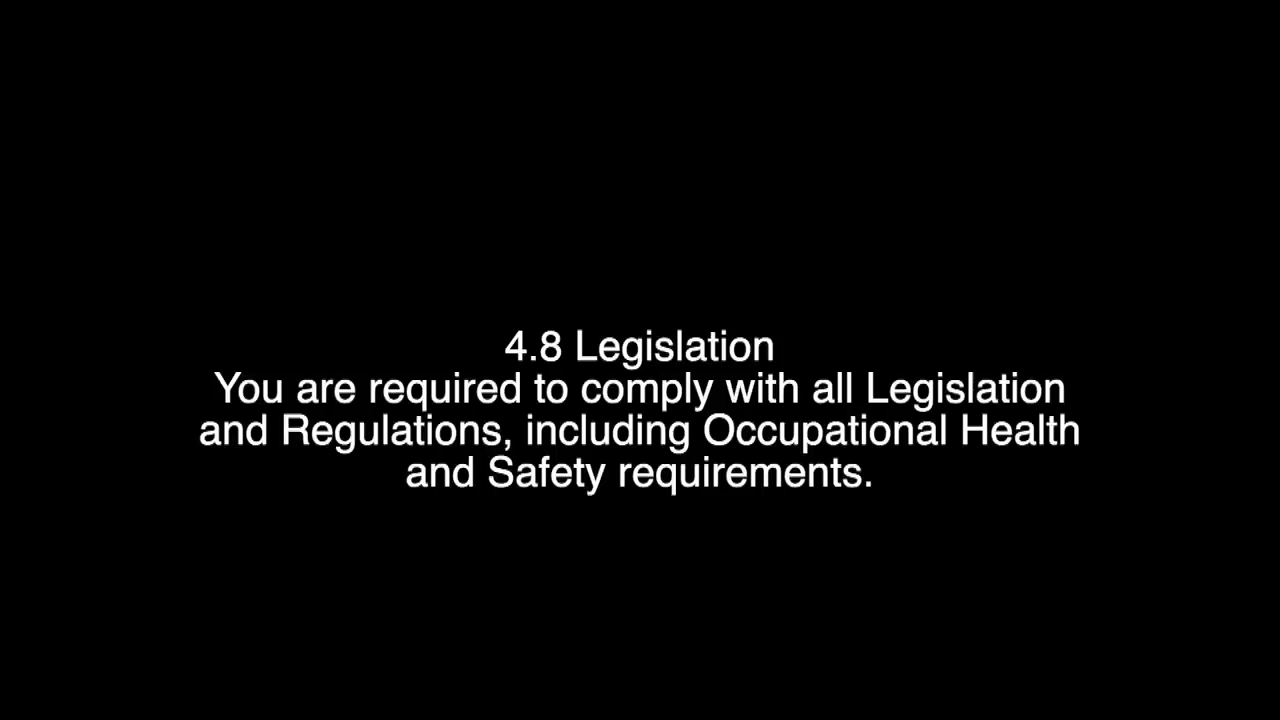 4.8 Legislation
You are required to comply with all Legislation
and Regulations, including Occupational Health
and Safety requirements.